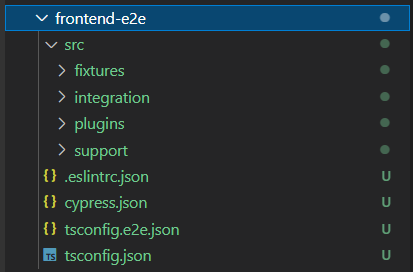 frontend-e2e
src
fixtures
integration
plugins
support
{} .eslintrc.json U
{} cypress.json U
{} tsconfig.e2e.json U
TS tsconfig.json U